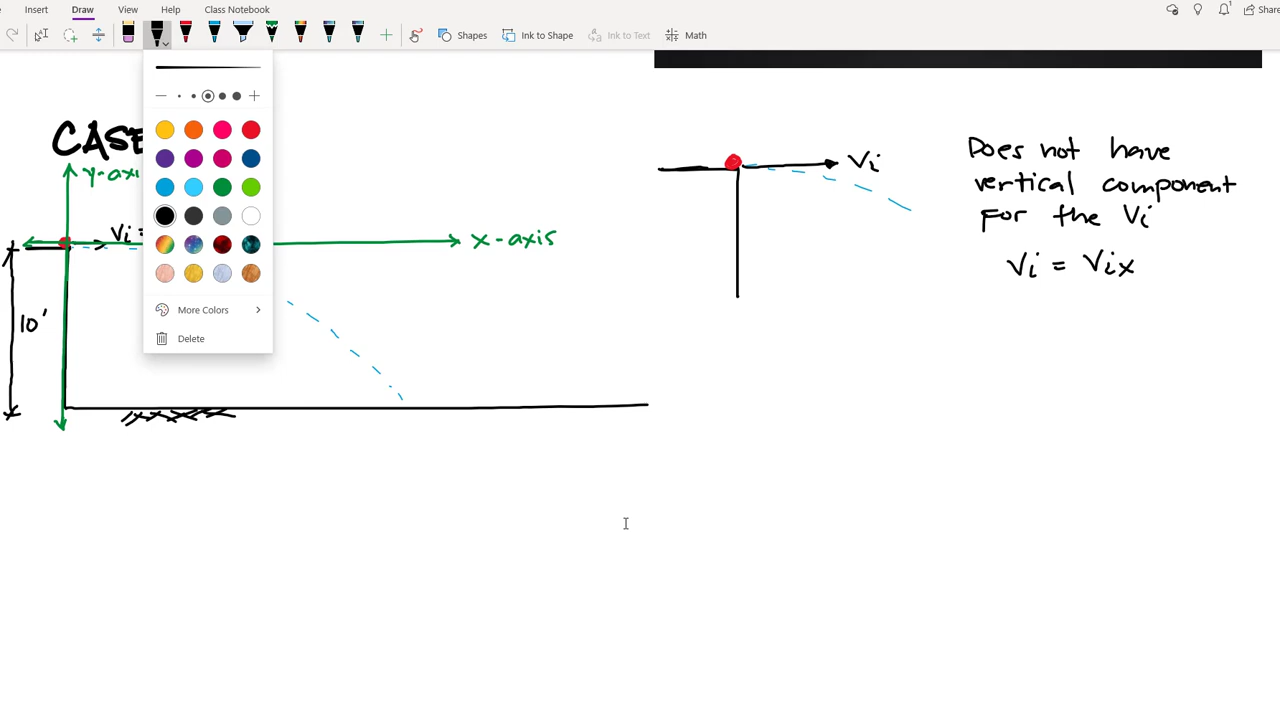 Insert Draw View Help Class Notebook
1 Share
Shapes Ink to Shape Ink to Text Math
CASE
y-axi
Vi =
x-axis
10'
More Colors
Delete
Vi
Does not have
vertical component
for the Vi
Vi = Vix